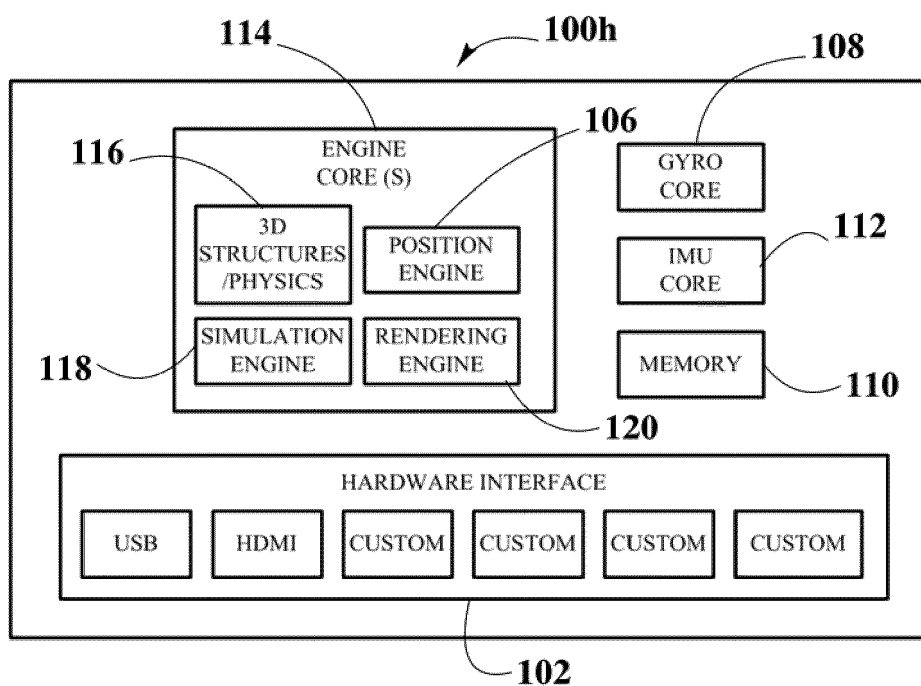 114
100h
108
116
ENGINE
CORE (S)
106
GYRO
CORE
3D
STRUCTURES
/PHYSICS
POSITION
ENGINE
IMU
CORE
112
SIMULATION
ENGINE
RENDERING
ENGINE
MEMORY
118
110
120
HARDWARE INTERFACE
USB
HDMI
CUSTOM
CUSTOM
CUSTOM
CUSTOM
102